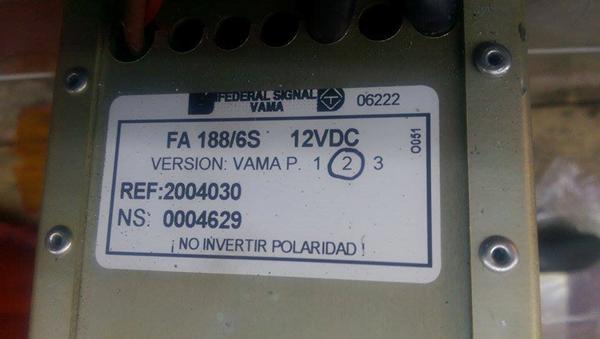 FEDERAL SIGNAL
VAMA
06222
FA 188/6S 12VDC
VERSION: VAMA P. 1 2 3
REF:2004030
NS: 0004629
¡NO INVERTIR POLARIDAD!
O051